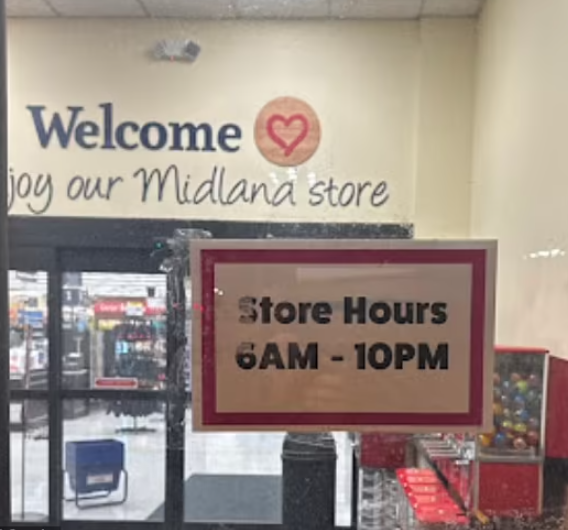 Welcome
joy our Midland store
Store Hours
6AM - 10PM